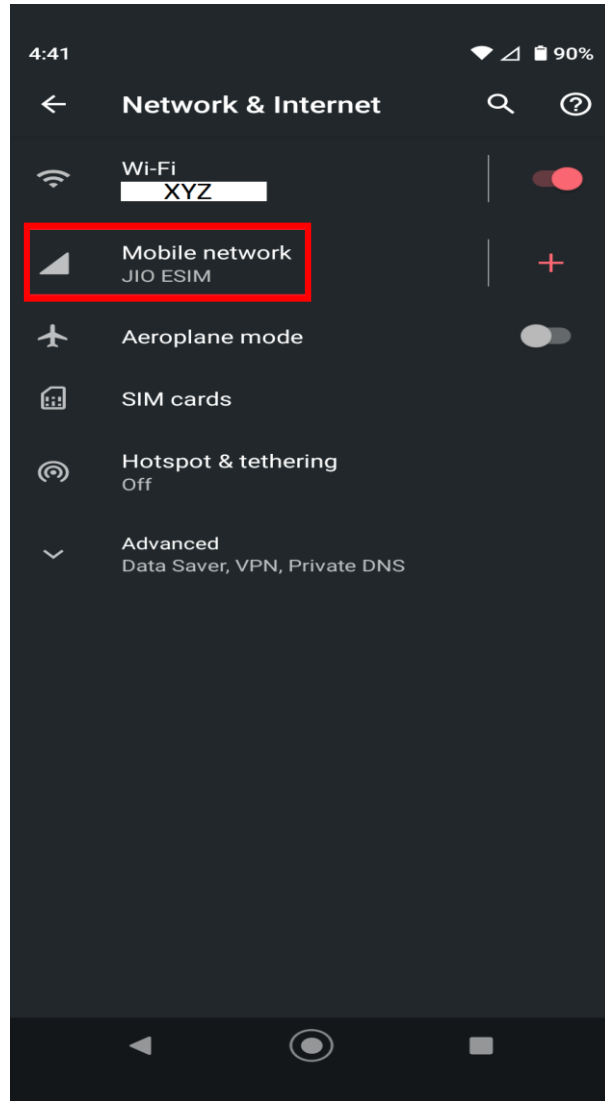 4:41
90%
Network & Internet
Wi-Fi
XYZ
Mobile network
JIO ESIM
Aeroplane mode
SIM cards
Hotspot & tethering
Off
Advanced
Data Saver, VPN, Private DNS